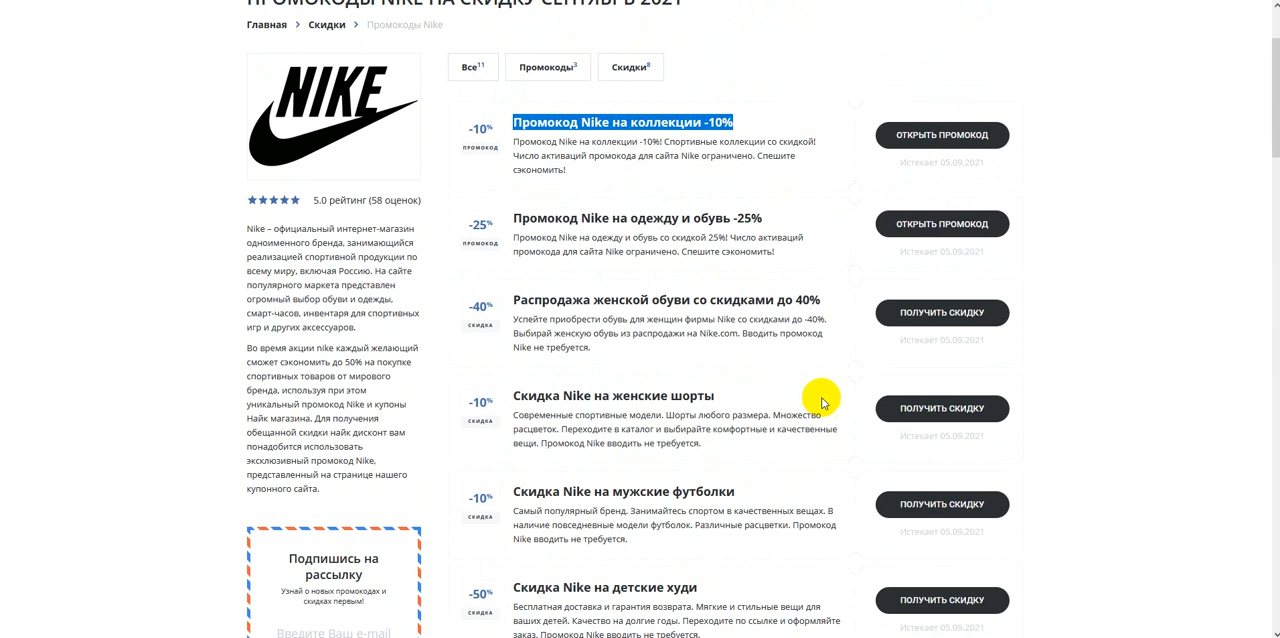 ПРОМОКОДЫ NIKE НА СКИДКУ СЕНТЯБРЬ 2021
Главная > Скидки > Промокоды Nike
NIKE
5.0 рейтинг (58 оценок)
Nike – официальный интернет-магазин
одноименного бренда, занимающийся
реализацией спортивной продукции по
всему миру, включая Россию. На сайте
популярного маркета представлен
огромный выбор обуви и одежды,
смарт-часов, инвентаря для спортивных
игр и других аксессуаров.
Во время акции nike каждый желающий
сможет сэкономить до 50% на покупке
спортивных товаров от мирового
бренда, используя при этом
уникальный промокод Nike и купоны
Найк магазина. Для получения
обещанной скидки найк дисконт вам
понадобится использовать
эксклюзивный промокод Nike,
представленный на странице нашего
купонного сайта.
Подпишись на
рассылку
Узнай о новых промокодах и
скидках первым!
Введите Ваш e-mail
Все11 Промокоды3 Скидки8
-10%
ПРОМОКОД
Промокод Nike на коллекции -10%
Промокод Nike на коллекции -10%! Спортивные коллекции со скидкой!
Число активаций промокода для сайта Nike ограничено. Спешите
сэкономить!
ОТКРЫТЬ ПРОМОКОД
Истекает 05.09.2021
-25%
ПРОМОКОД
Промокод Nike на одежду и обувь -25%
Промокод Nike на одежду и обувь со скидкой 25%! Число активаций
промокода для сайта Nike ограничено. Спешите сэкономить!
ОТКРЫТЬ ПРОМОКОД
Истекает 05.09.2021
-40%
СКИДКА
Распродажа женской обуви со скидками до 40%
Успейте приобрести обувь для женщин фирмы Nike со скидками до -40%.
Выбирай женскую обувь из распродажи на Nike.com. Вводить промокод
Nike не требуется.
ПОЛУЧИТЬ СКИДКУ
Истекает 05.09.2021
-10%
СКИДКА
Скидка Nike на женские шорты
Современные спортивные модели. Шорты любого размера. Множество
расцветок. Переходите в каталог и выбирайте комфортные и качественные
вещи. Промокод Nike вводить не требуется.
ПОЛУЧИТЬ СКИДКУ
Истекает 05.09.2021
-10%
СКИДКА
Скидка Nike на мужские футболки
Самый популярный бренд. Занимайтесь спортом в качественных вещах. В
наличие повседневные модели футболок. Различные расцветки. Промокод
Nike вводить не требуется.
ПОЛУЧИТЬ СКИДКУ
Истекает 05.09.2021
-50%
СКИДКА
Скидка Nike на детские худи
Бесплатная доставка и гарантия возврата. Мягкие и стильные вещи для
ваших детей. Качество на долгие годы. Переходите по ссылке и оформляйте
заказ. Промокод Nike вводить не требуется.
ПОЛУЧИТЬ СКИДКУ
Истекает 05.09.2021